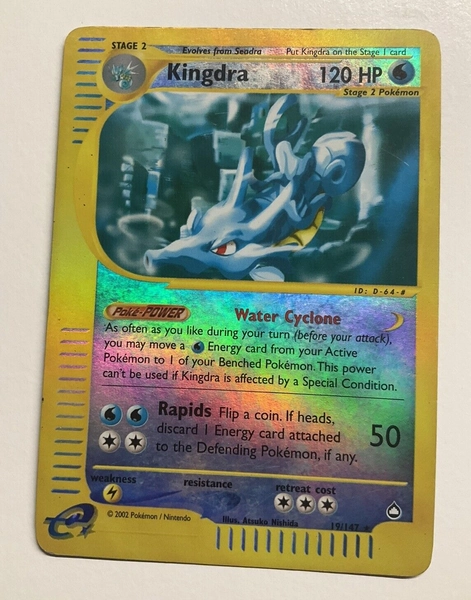 STAGE 2
Evolves from Seadra Put Kingdra on the Stage 1 card
Kingdra 120 HP
Stage 2 Pokémon
ID: D-64-#
Poké-POWER Water Cyclone
As often as you like during your turn (before your attack),
you may move a Energy card from your Active
Pokémon to 1 of your Benched Pokémon. This power
can't be used if Kingdra is affected by a Special Condition.
Rapids Flip a coin. If heads,
discard 1 Energy card attached
to the Defending Pokémon, if any.
50
weakness resistance retreat cost
© 2002 Pokémon / Nintendo
Illus. Atsuko Nishida
19/147
e